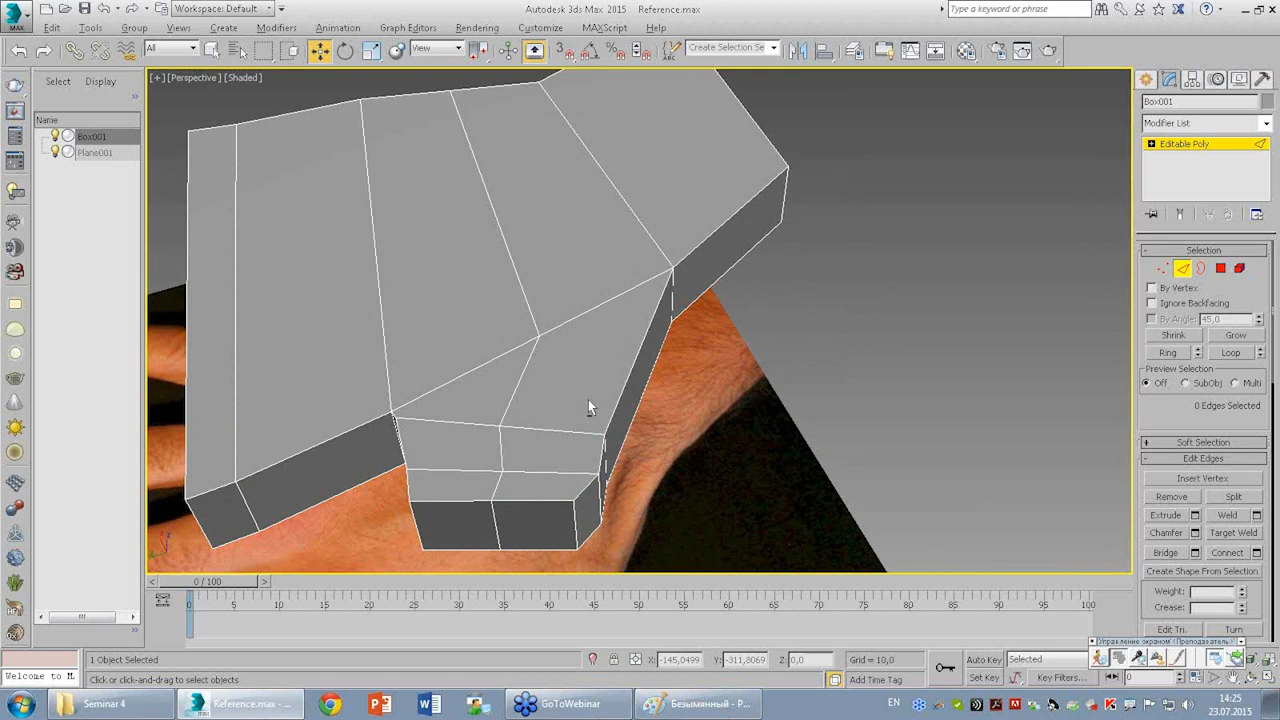 Workspace: Default
Autodesk 3ds Max 2015
Reference.max
Type a keyword or phrase
MAX
Edit
Tools
Group
Views
Create
Modifiers
Animation
Graph Editors
Rendering
Customize
MAXScript
Help
All
View
Create Selection Se
Select
Display
[+] [Perspective] [Shaded]
Name
Box001
Plane001
Box001
Modifier List
Editable Poly
Selection
By Vertex
Ignore Backfacing
By Angle: 45,0
Shrink
Grow
Ring
Loop
Preview Selection
Off
SubObj
Multi
0 Edges Selected
Soft Selection
Edit Edges
Insert Vertex
Remove
Split
Extrude
Weld
Chamfer
Target Weld
Bridge
Connect
Create Shape From Selection
Weight:
Crease:
Edit Tri.
Turn
Управление экраном" (Преподаватель)
0 / 100
0 5 10 15 20 25 30 35 40 45 50 55 60 65 70 75 80 85 90 95 100
1 Object Selected
X: -145,0499
Y: -311,8069
Z: 0,0
Grid = 10,0
Auto Key
Selected
Welcome to M
Click or click-and-drag to select objects
Add Time Tag
Set Key
Key Filters...
0
Seminar 4
Reference.max - ...
GoToWebinar
Безымянный - P...
EN
14:25
23.07.2015